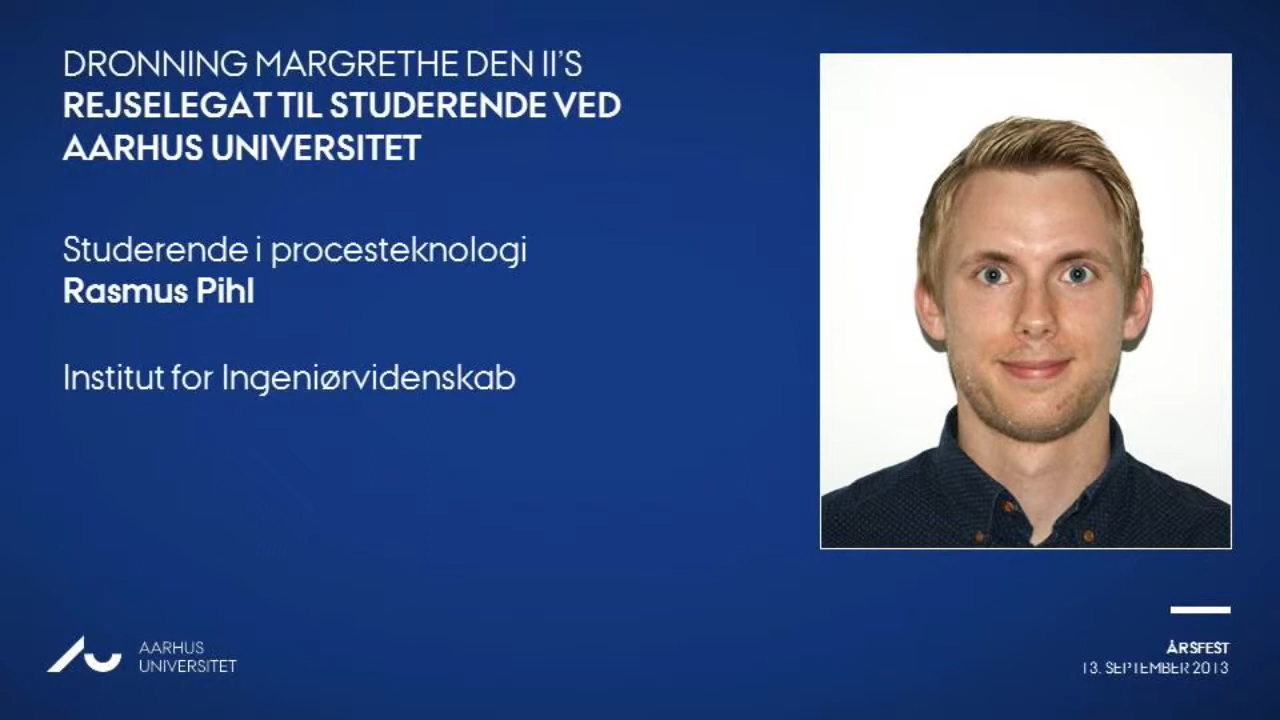 DRONNING MARGRETHE DEN II'S
REJSELEGAT TIL STUDERENDE VED
AARHUS UNIVERSITET
Studerende i procesteknologi
Rasmus Pihl
Institut for Ingeniørvidenskab
AARHUS
UNIVERSITET
ÅRSFEST
13. SEPTEMBER 2013